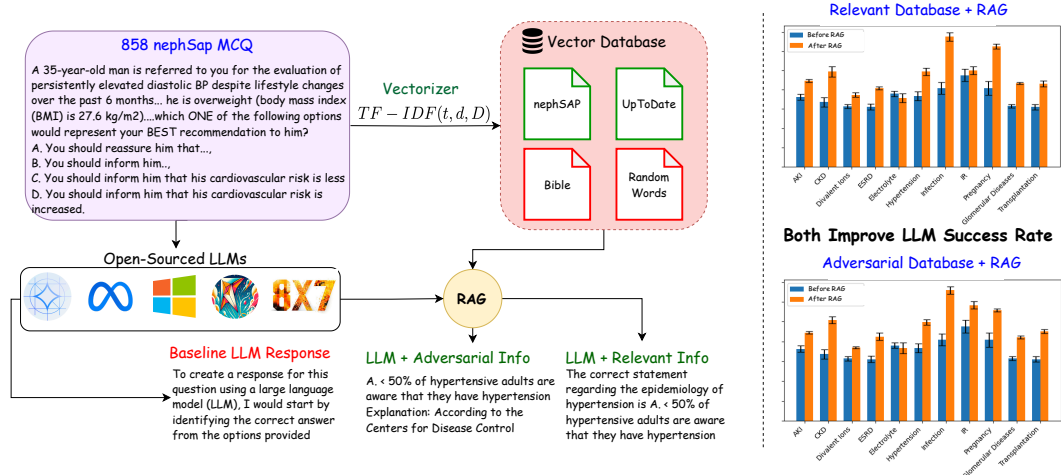 858 nephSap MCQ
A 35-year-old man is referred to you for the evaluation of
persistently elevated diastolic BP despite lifestyle changes
over the past 6 months... he is overweight (body mass index
(BMI) is 27.6 kg/m2)....which ONE of the following options
would represent your BEST recommendation to him?
A. You should reassure him that...,
B. You should inform him..,
C. You should inform him that his cardiovascular risk is less
D. You should inform him that his cardiovascular risk is
increased.
Vectorizer
TF − IDF(t, d, D)
Vector Database
nephSAP
UpToDate
Bible
Random
Words
Open-Sourced LLMs
8X7
RAG
Baseline LLM Response
To create a response for this
question using a large language
model (LLM), I would start by
identifying the correct answer
from the options provided
LLM + Adversarial Info
A. < 50% of hypertensive adults are
aware that they have hypertension
Explanation: According to the
Centers for Disease Control
LLM + Relevant Info
The correct statement
regarding the epidemiology of
hypertension is A. < 50% of
hypertensive adults are aware
that they have hypertension
Relevant Database + RAG
Before RAG
After RAG
AKI
CKD
Divalent Ions
ESRD
Electrolyte
Hypertension
Infection
IR
Pregnancy
Glomerular Diseases
Transplantation
Both Improve LLM Success Rate
Adversarial Database + RAG
Before RAG
After RAG
AKI
CKD
Divalent Ions
ESRD
Electrolyte
Hypertension
Infection
IR
Pregnancy
Glomerular Diseases
Transplantation